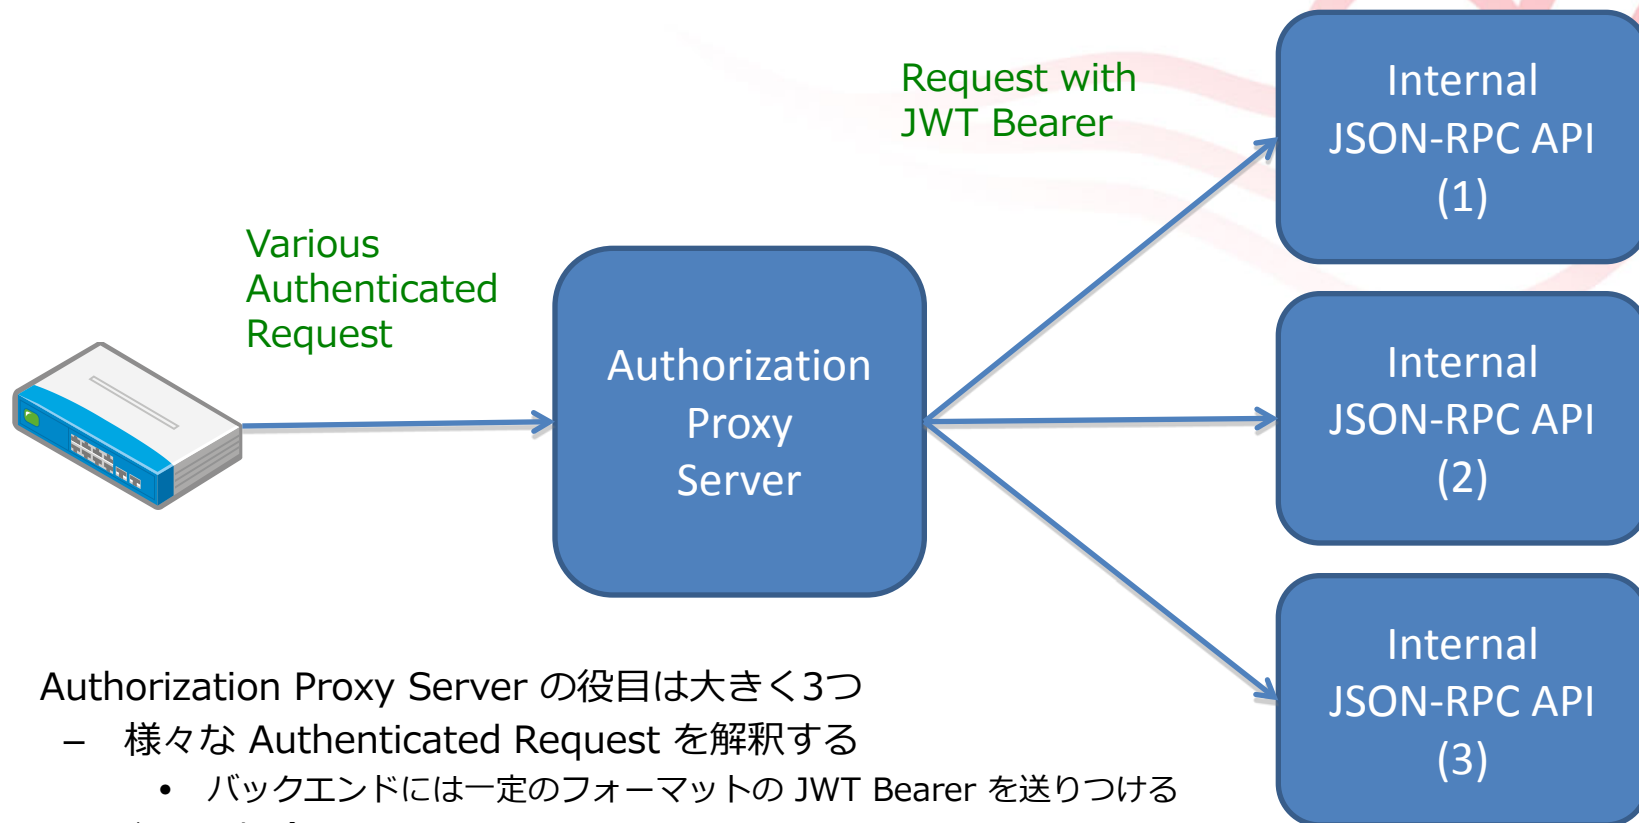 Request with
JWT Bearer
Internal
JSON-RPC API
(1)
Various
Authenticated
Request
Authorization
Proxy
Server
Internal
JSON-RPC API
(2)
Internal
JSON-RPC API
(3)
Authorization Proxy Server の役目は大きく3つ
– 様々な Authenticated Request を解釈する
• バックエンドには一定のフォーマットの JWT Bearer を送りつける